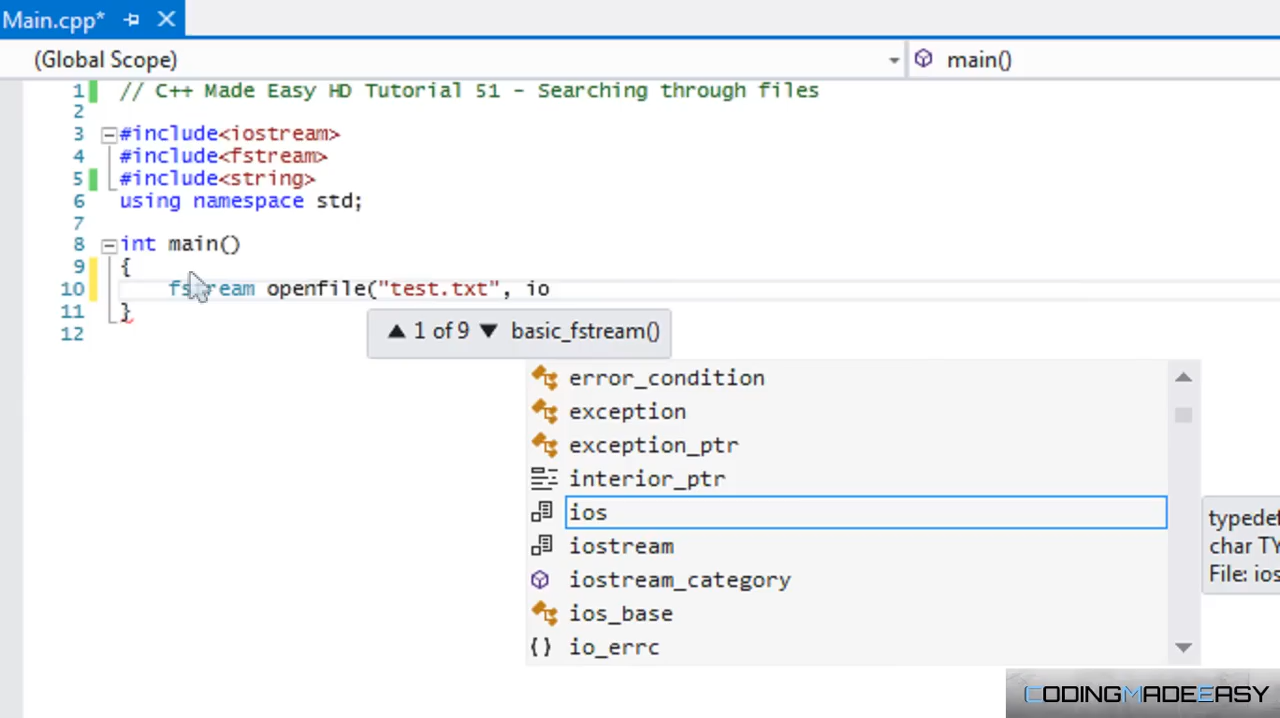 Main.cpp*
(Global Scope) main()
1 // C++ Made Easy HD Tutorial 51 - Searching through files
2
3 #include<iostream>
4 #include<fstream>
5 #include<string>
6 using namespace std;
7
8 int main()
9 {
10 fstream openfile("test.txt", io
11 }
12
1 of 9 basic_fstream()
error_condition
exception
exception_ptr
interior_ptr
ios
iostream
iostream_category
ios_base
{} io_errc
typedef
char TY
File: ios
CODINGMADEEASY